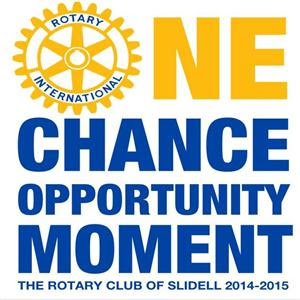 ROTARY
INTERNATIONAL
NE
CHANCE
OPPORTUNITY
MOMENT
THE ROTARY CLUB OF SLIDELL 2014-2015